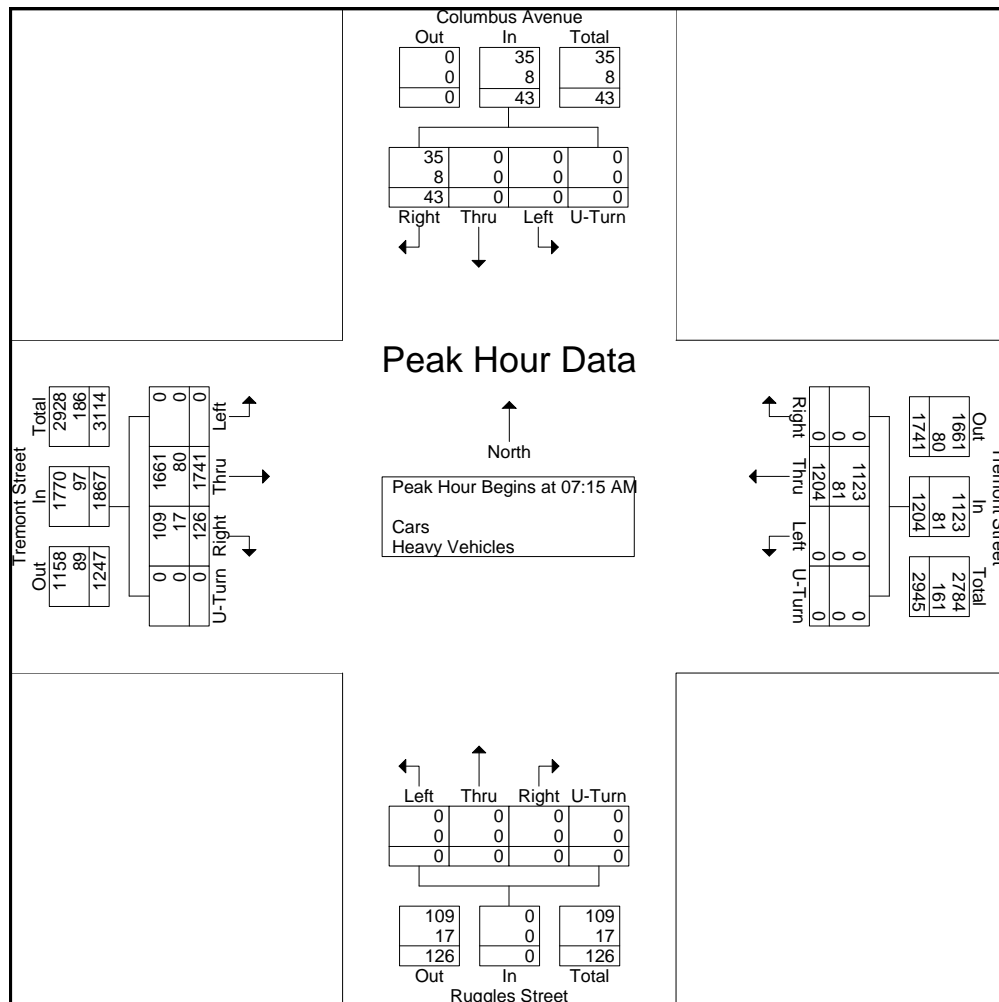 Columbus Avenue
Out In Total
0 35 35
0 8 8
0 43 43
35 0 0 0
8 0 0 0
43 0 0 0
Right Thru Left U-Turn
Peak Hour Data
North
Peak Hour Begins at 07:15 AM
Cars
Heavy Vehicles
Tremont Street
Total In Out
2928 1770 1158
186 97 89
3114 1867 1247
0 1661 109 0
0 80 17 0
0 1741 126 0
Left Thru Right U-Turn
Tremont Street
Out In Total
1661 1123 2784
80 81 161
1741 1204 2945
0 1123 0 0
0 81 0 0
0 1204 0 0
Right Thru Left U-Turn
Left Thru Right U-Turn
0 0 0 0
0 0 0 0
0 0 0 0
109 0 109
17 0 17
126 0 126
Out In Total
Ruggles Street